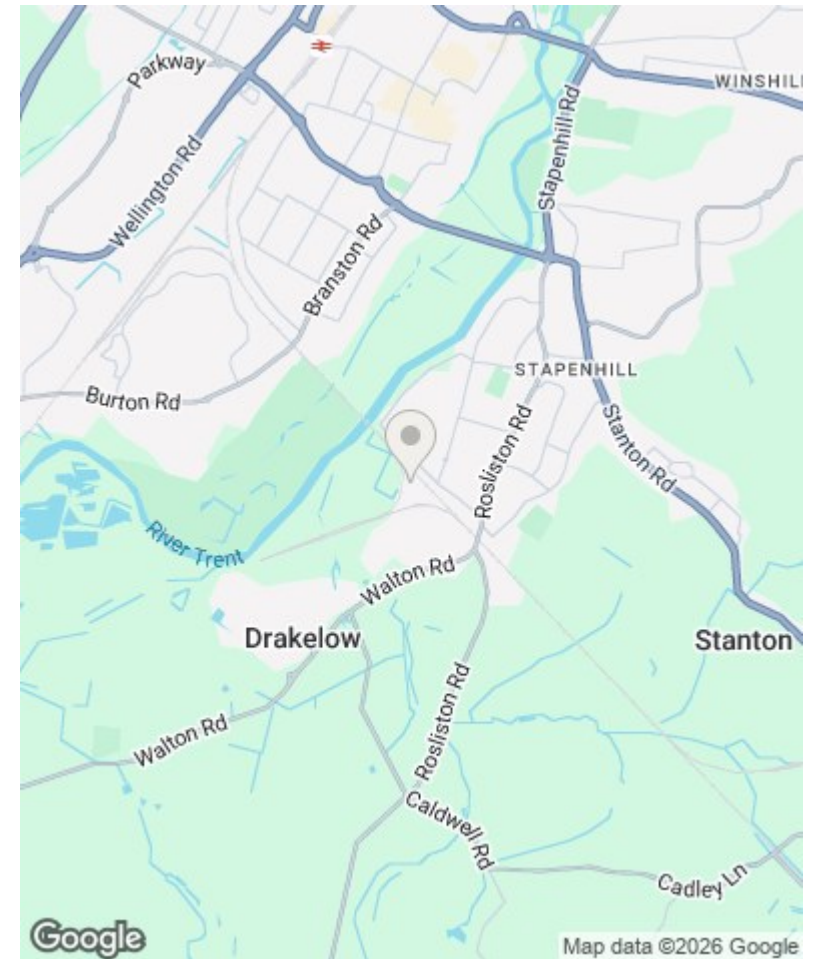 Parkway
WINSHIL
Wellington Rd
Stapenhill Rd
Branston Rd
STAPENHILL
Burton Rd
Rosliston Rd
Stanton Rd
River Trent
Walton Rd
Drakelow
Stanton
Rosliston Rd
Walton Rd
Caldwell Rd
Cadley Ln
Google
Map data ©2026 Google